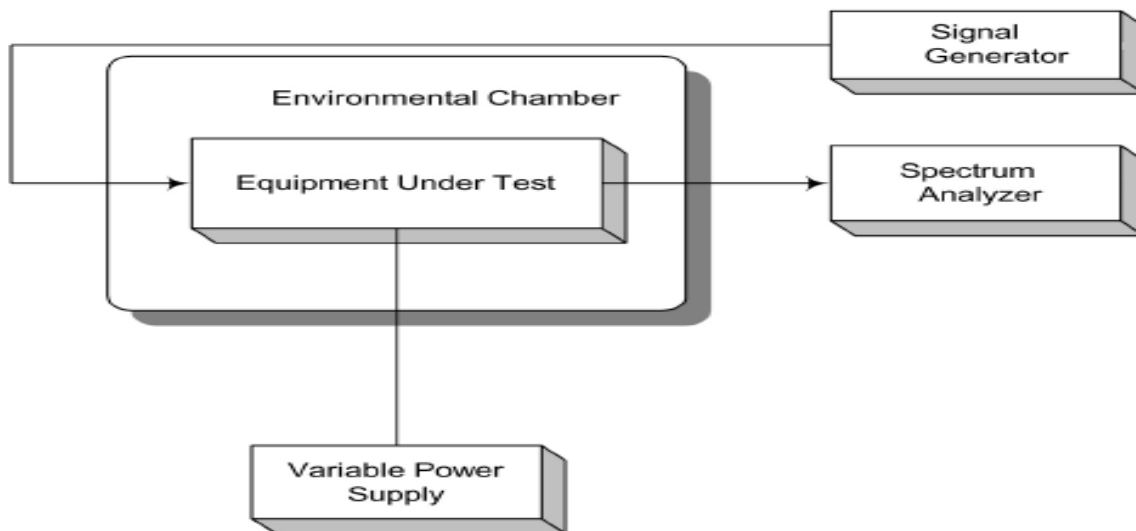 Signal
Generator
Environmental Chamber
Equipment Under Test
Spectrum
Analyzer
Variable Power
Supply